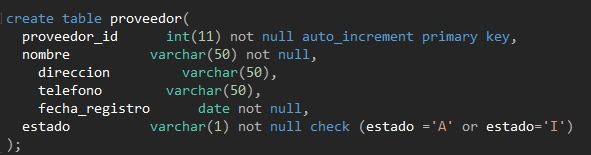 create table proveedor(
proveedor_id int(11) not null auto_increment primary key,
nombre varchar(50) not null,
direccion varchar(50),
telefono varchar(50),
fecha_registro date not null,
estado varchar(1) not null check (estado ='A' or estado='I')
);